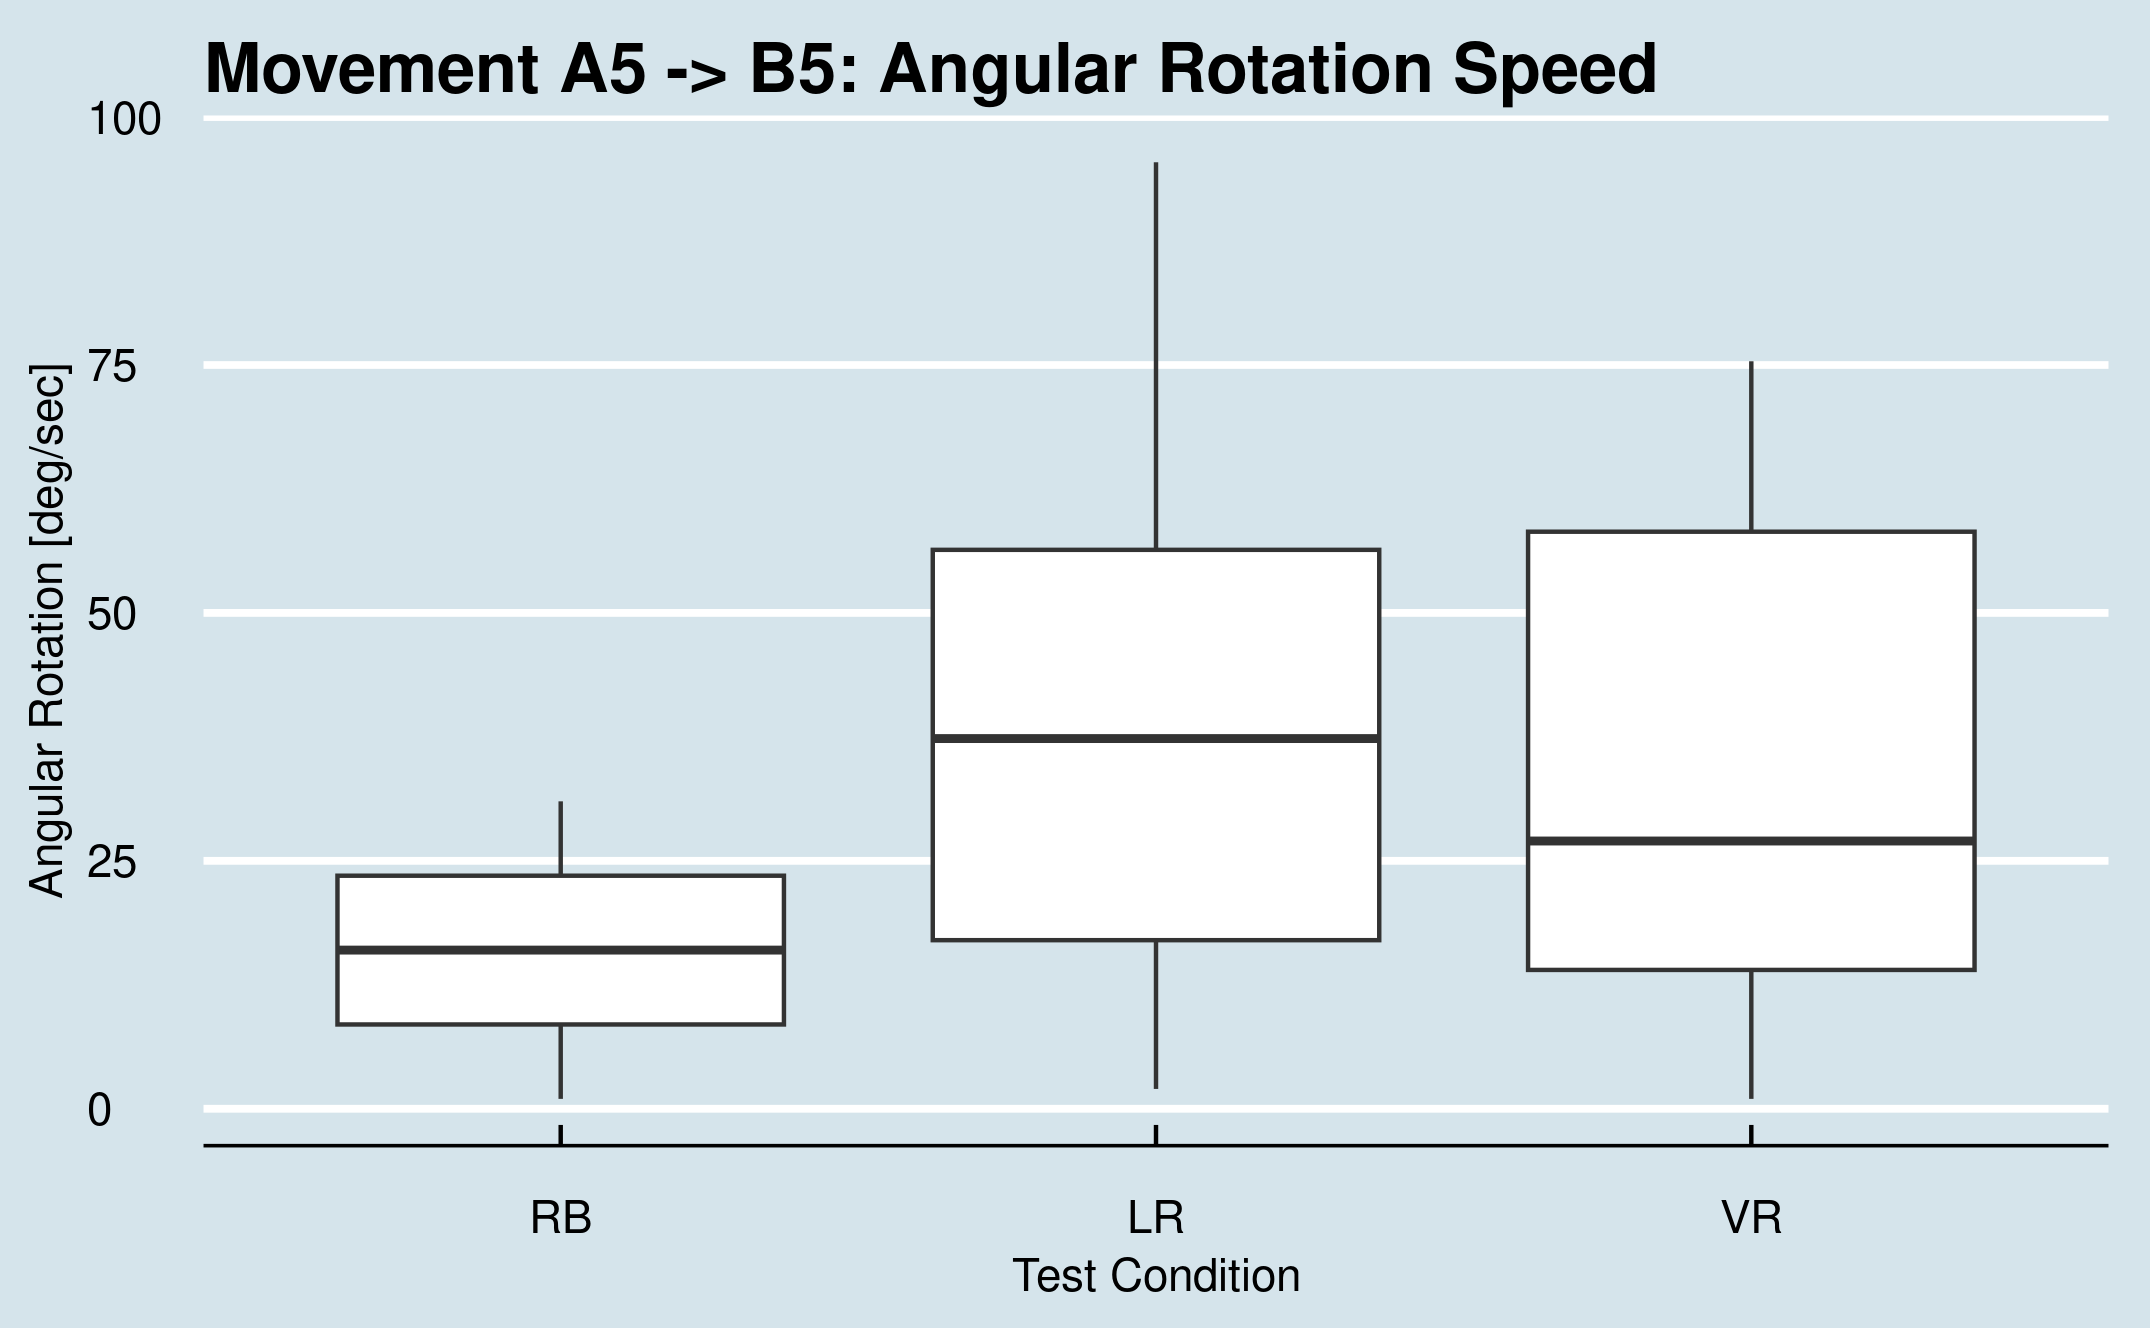 Movement A5 -> B5: Angular Rotation Speed
Angular Rotation [deg/sec]
100
75
50
25
0
RB LR VR
Test Condition